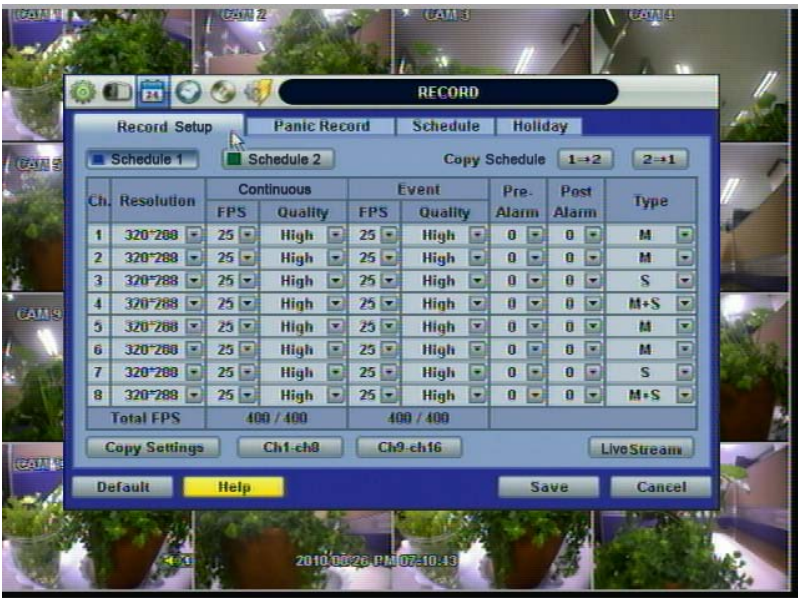 CAM 2
CAM 3
CAM 4
24
RECORD
Record Setup Panic Record Schedule Holiday
Schedule 1 Schedule 2 Copy Schedule 1→2 2→1
Ch. Resolution Continuous Event Pre-Alarm Post Alarm Type
FPS Quality FPS Quality
1 320*288 25 High 25 High 0 0 M
2 320*288 25 High 25 High 0 0 M
3 320*288 25 High 25 High 0 0 S
4 320*288 25 High 25 High 0 0 M+S
5 320*288 25 High 25 High 0 0 M
6 320*288 25 High 25 High 0 0 M
7 320*288 25 High 25 High 0 0 S
8 320*288 25 High 25 High 0 0 M+S
Total FPS 400 / 400 400 / 400
Copy Settings Ch1-ch8 Ch9-ch16 Live Stream
Default Help Save Cancel
CAM 5
CAM 9
2010/08/26 PM 07:10:43